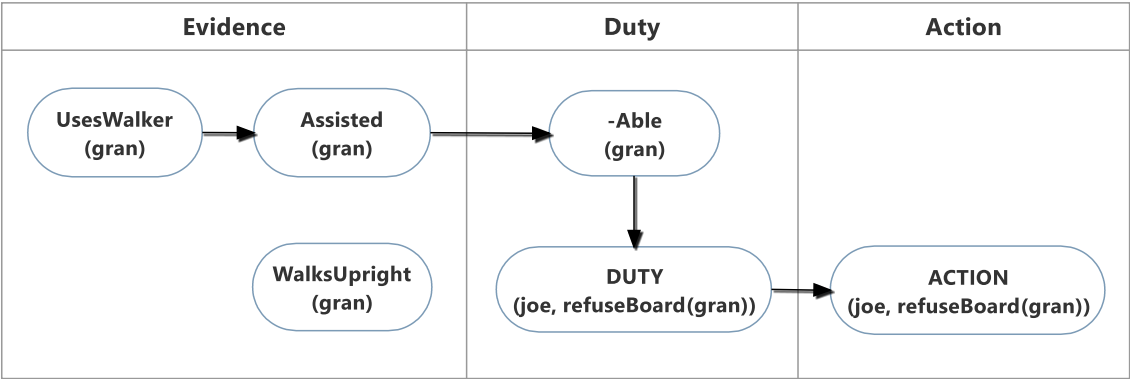 Evidence
Duty
Action
UsesWalker
(gran)
Assisted
(gran)
-Able
(gran)
WalksUpright
(gran)
DUTY
(joe, refuseBoard(gran))
ACTION
(joe, refuseBoard(gran))